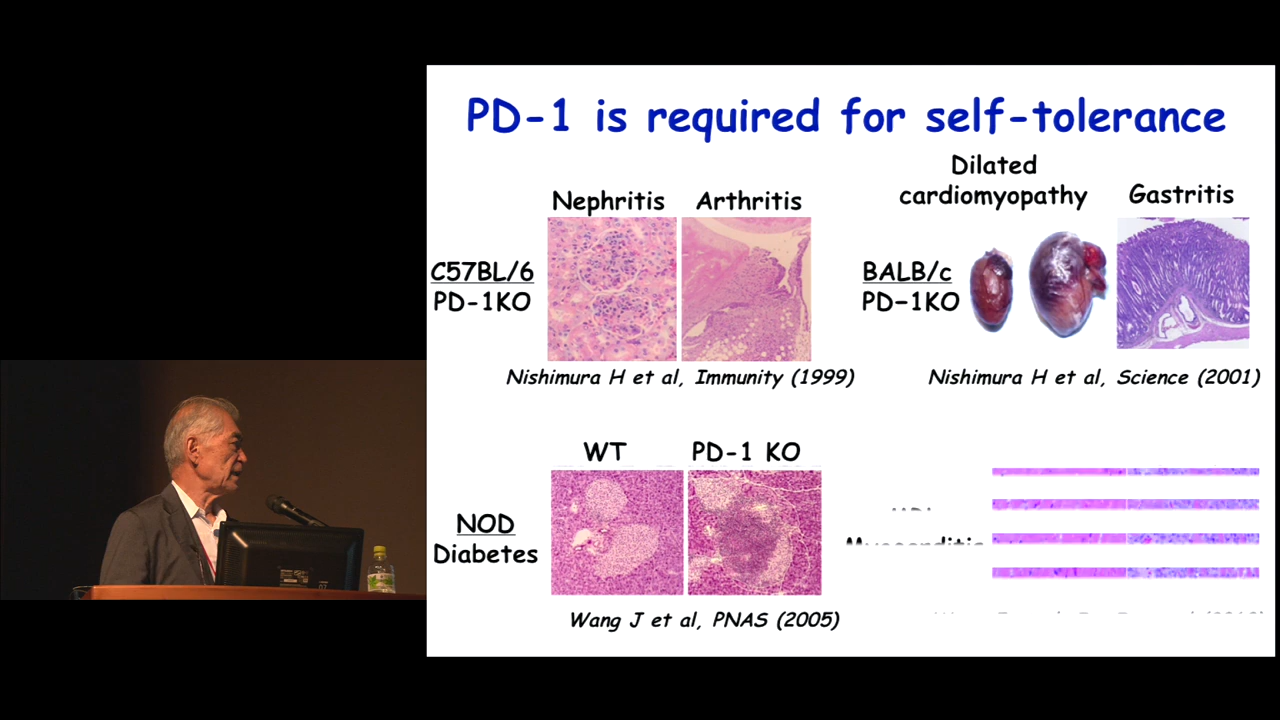 PD-1 is required for self-tolerance
Nephritis
Arthritis
Dilated
cardiomyopathy
Gastritis
C57BL/6
PD-1KO
BALB/c
PD-1KO
Nishimura H et al, Immunity (1999)
Nishimura H et al, Science (2001)
WT
PD-1 KO
NOD
Diabetes
Wang J et al, PNAS (2005)